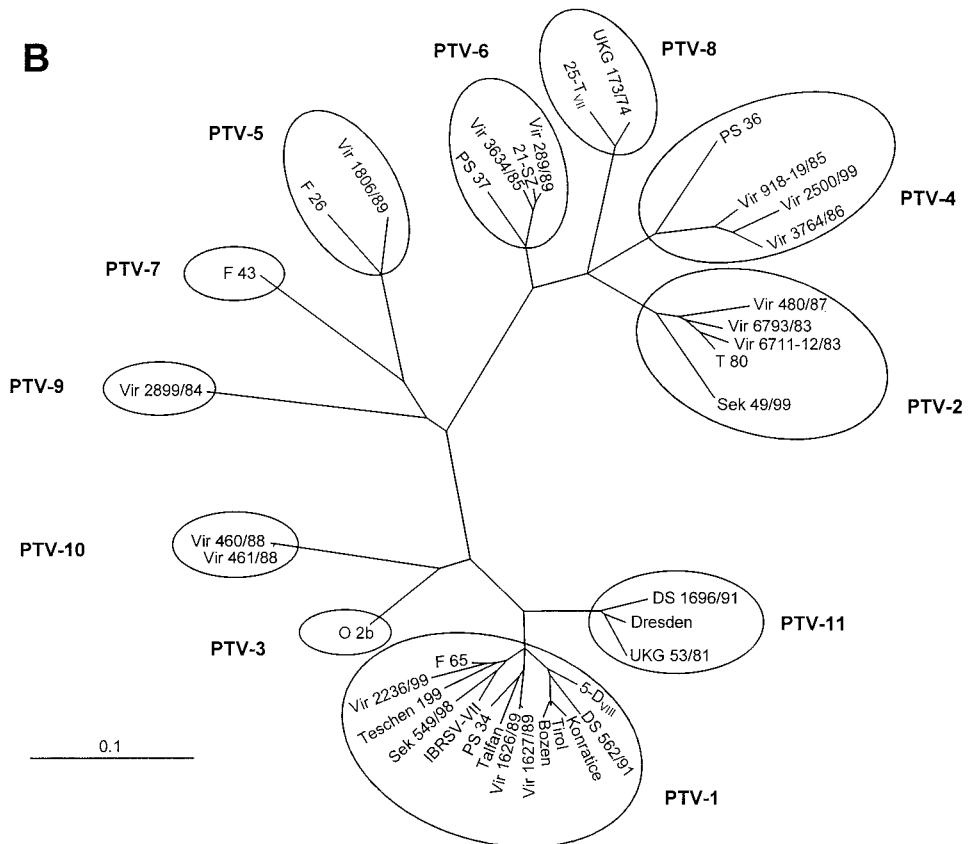 B
PTV-6
PTV-8
UKG 173/74
25-TVII
PTV-5
Vir 1806/89
F 26
Vir 289/89
21-SZ
Vir 3634/85
PS 37
PS 36
Vir 918-19/85
Vir 2500/99
Vir 3764/86
PTV-4
PTV-7
F 43
Vir 480/87
Vir 6793/83
Vir 6711-12/83
T 80
Sek 49/99
PTV-2
PTV-9
Vir 2899/84
PTV-10
Vir 460/88
Vir 461/88
DS 1696/91
Dresden
UKG 53/81
PTV-11
PTV-3
O 2b
F 65
Vir 2236/99
Teschen 199
Sek 549/98
IBRSV-VII
PS 34
Talfan
Vir 1626/89
Vir 1627/89
Bozen
Tirol
Konratice
DS 562/91
5-DVIII
PTV-1
0.1